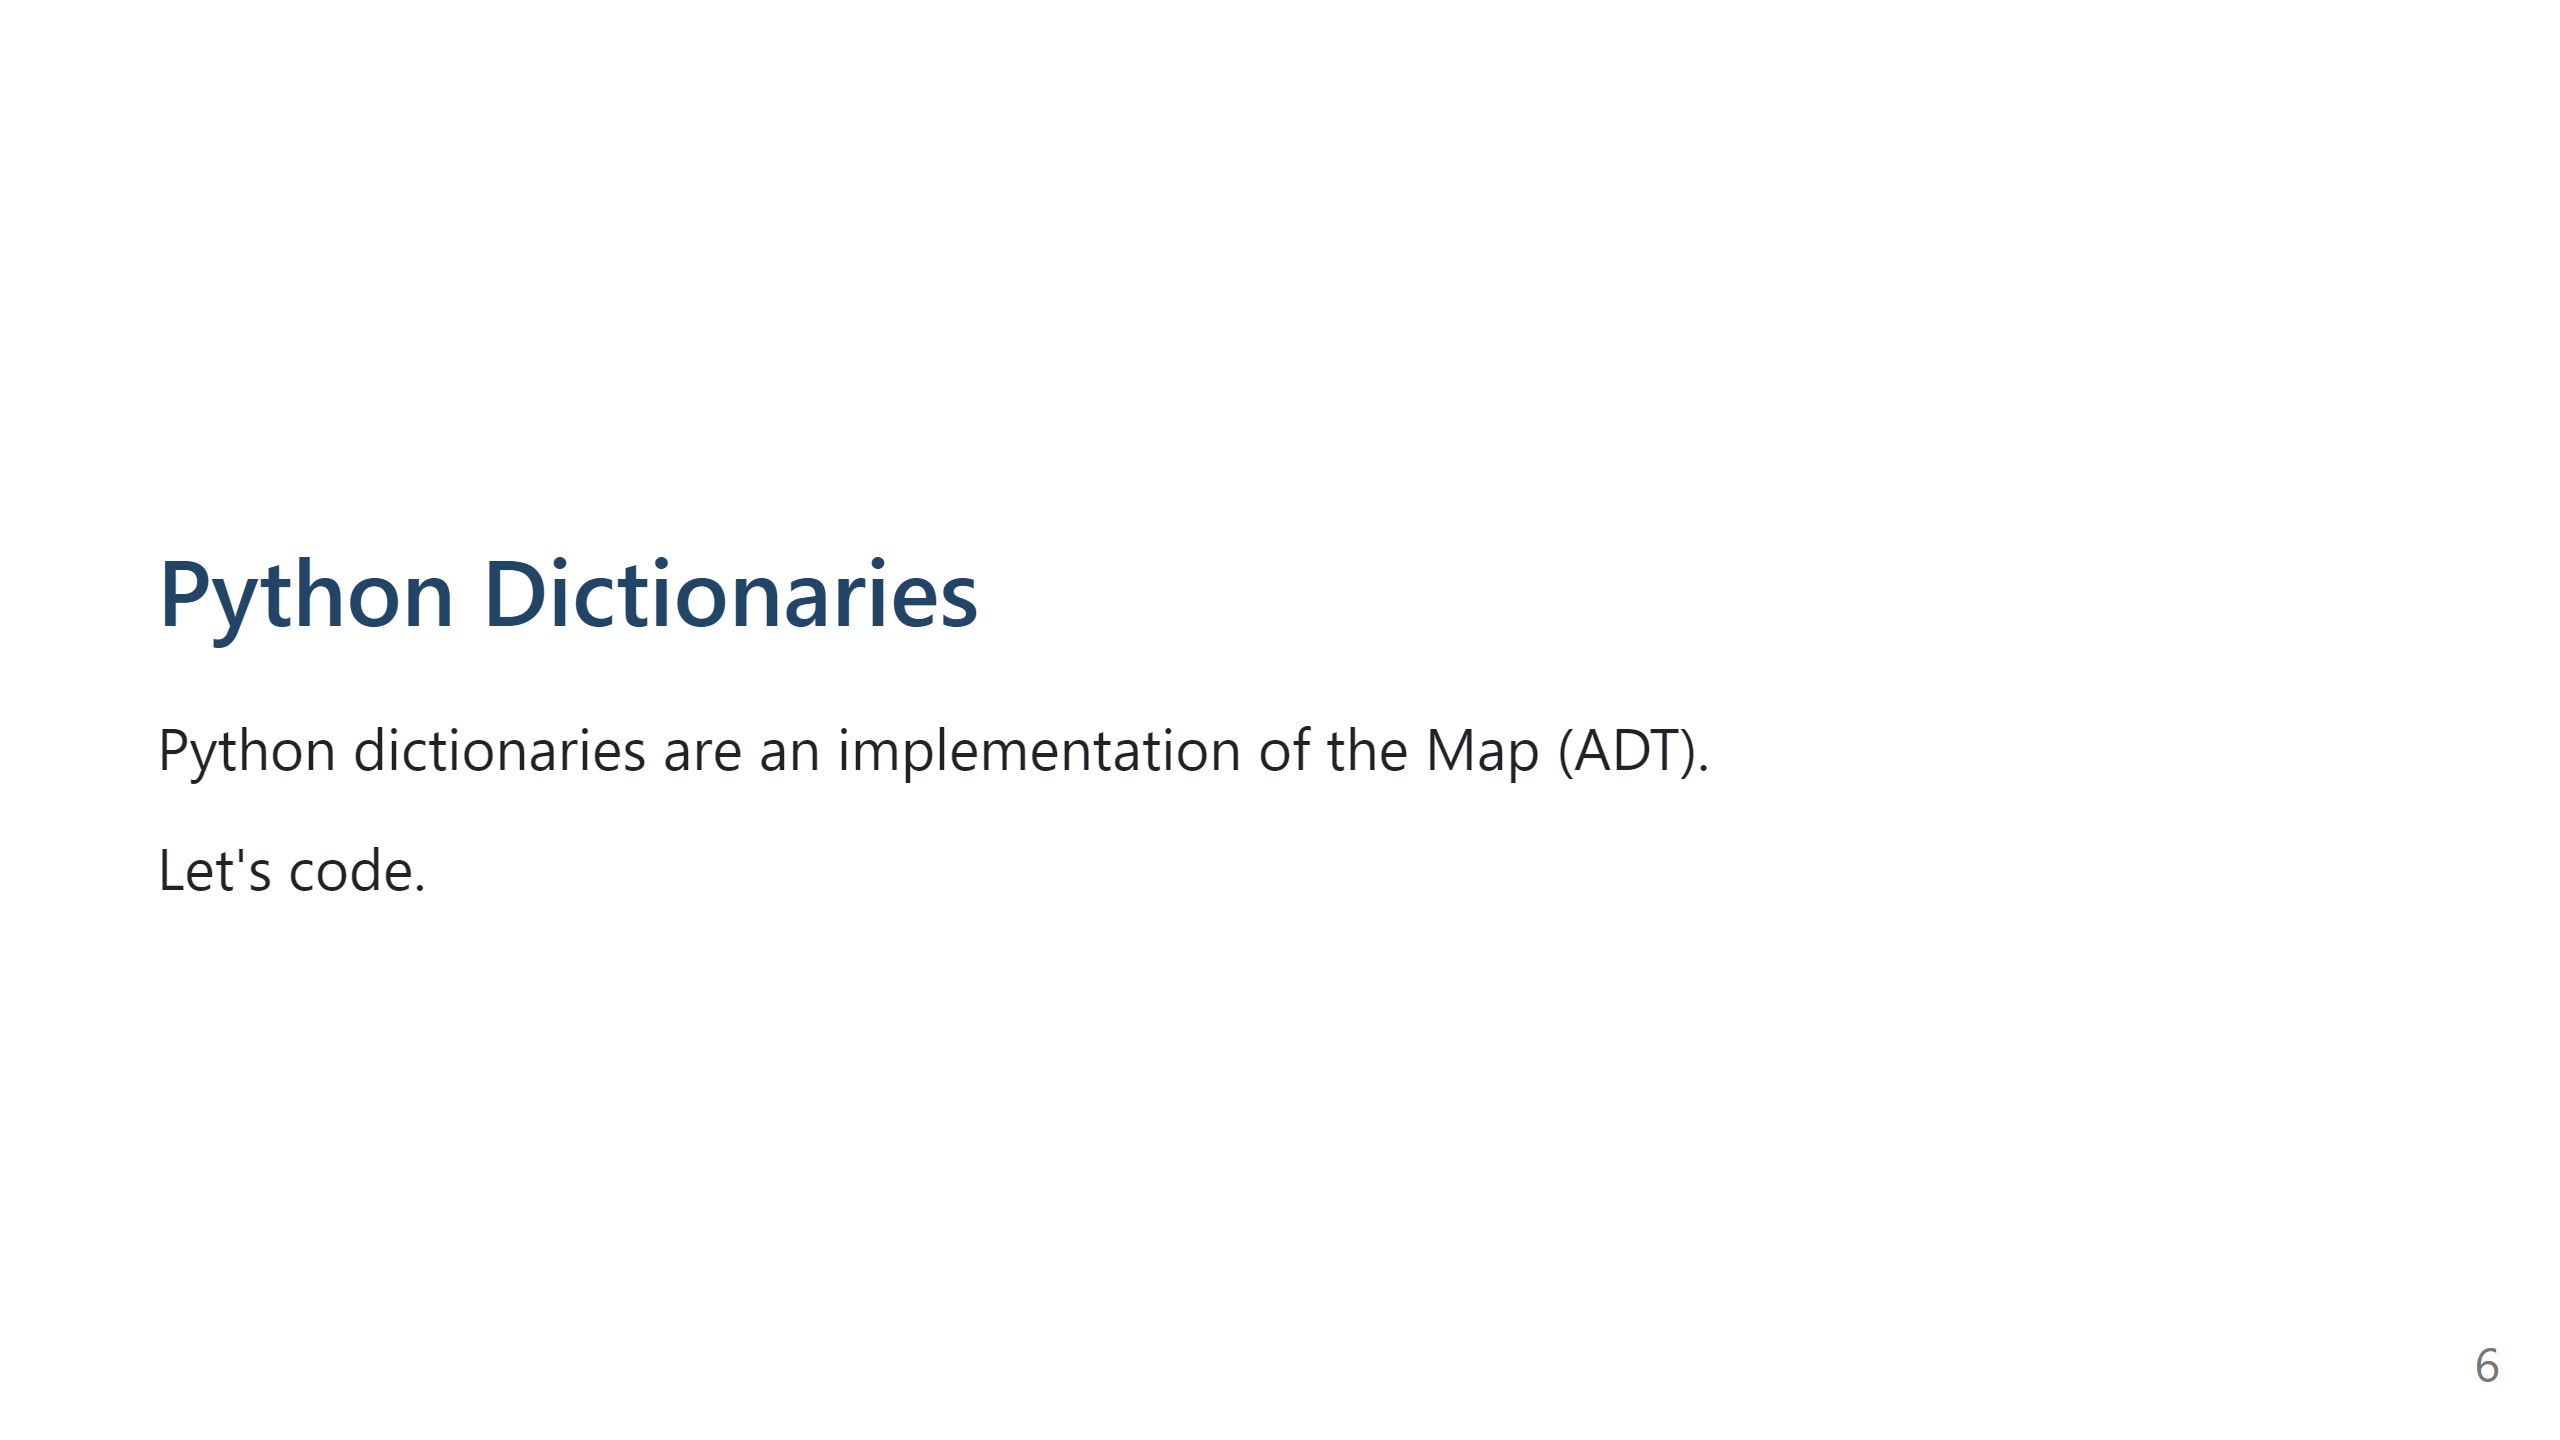 Python Dictionaries
Python dictionaries are an implementation of the Map (ADT).
Let's code.
6